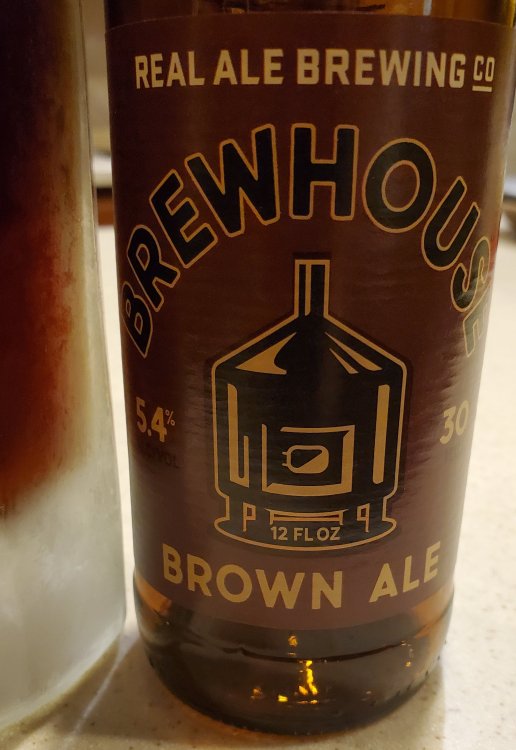 REAL ALE BREWING CO
BREWHOUSE
5.4%
30
12 FL OZ
BROWN ALE